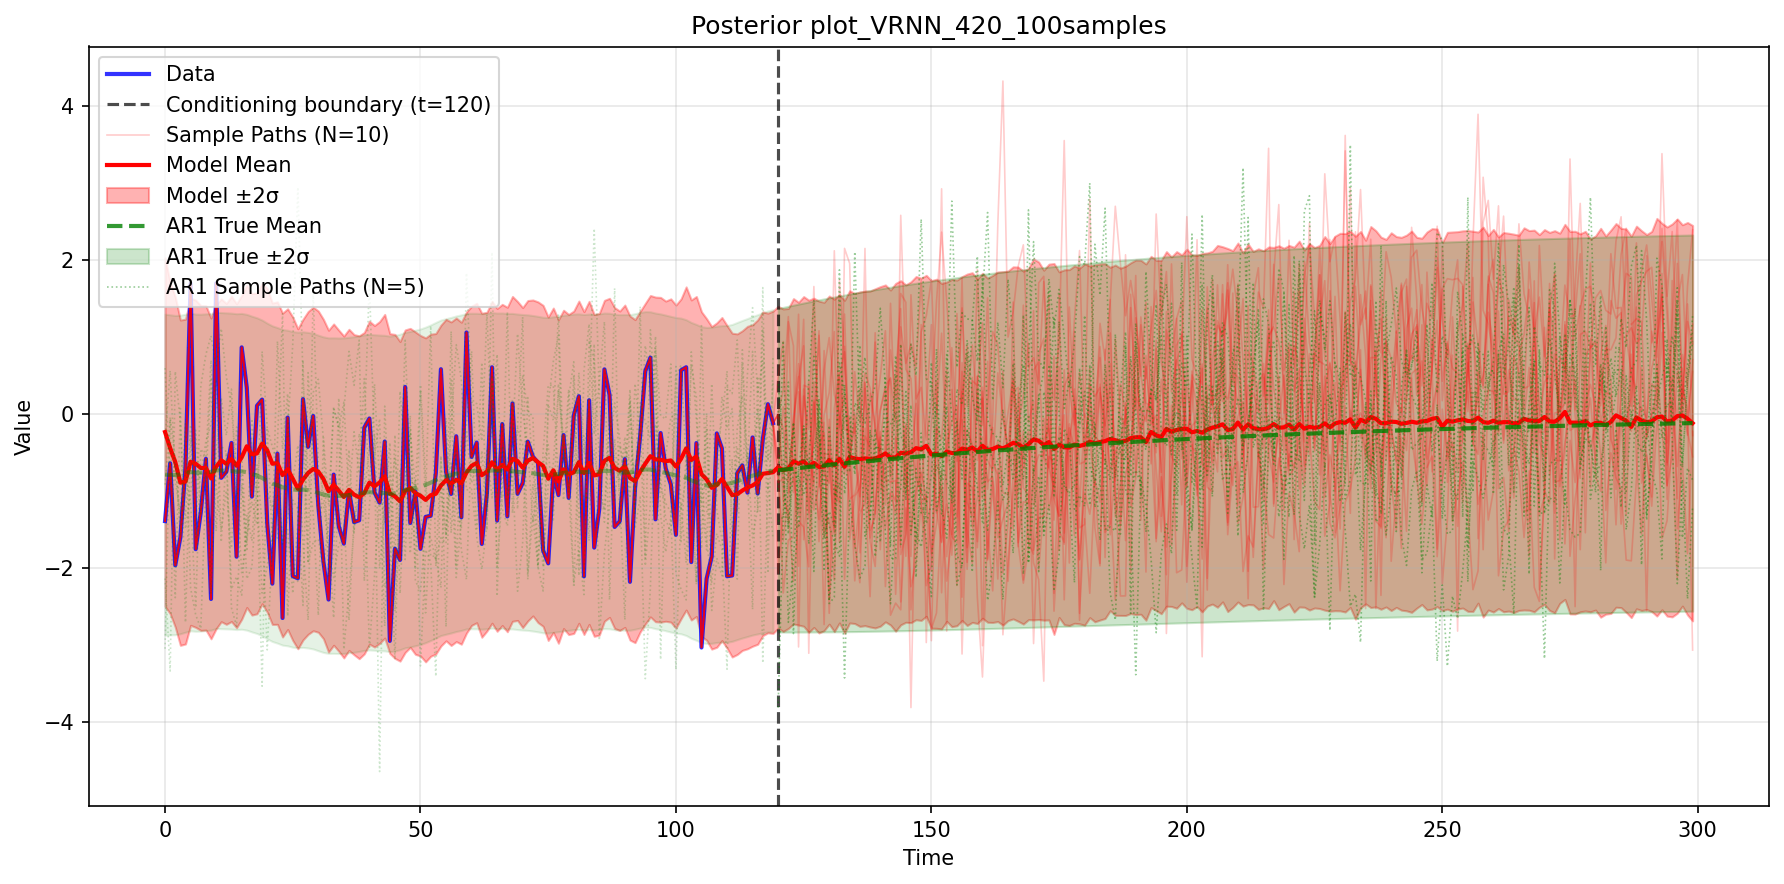 Posterior plot_VRNN_420_100samples
Data
Conditioning boundary (t=120)
Sample Paths (N=10)
Model Mean
Model ±2σ
AR1 True Mean
AR1 True ±2σ
AR1 Sample Paths (N=5)
Value
4
2
0
−2
−4
0 50 100 150 200 250 300
Time